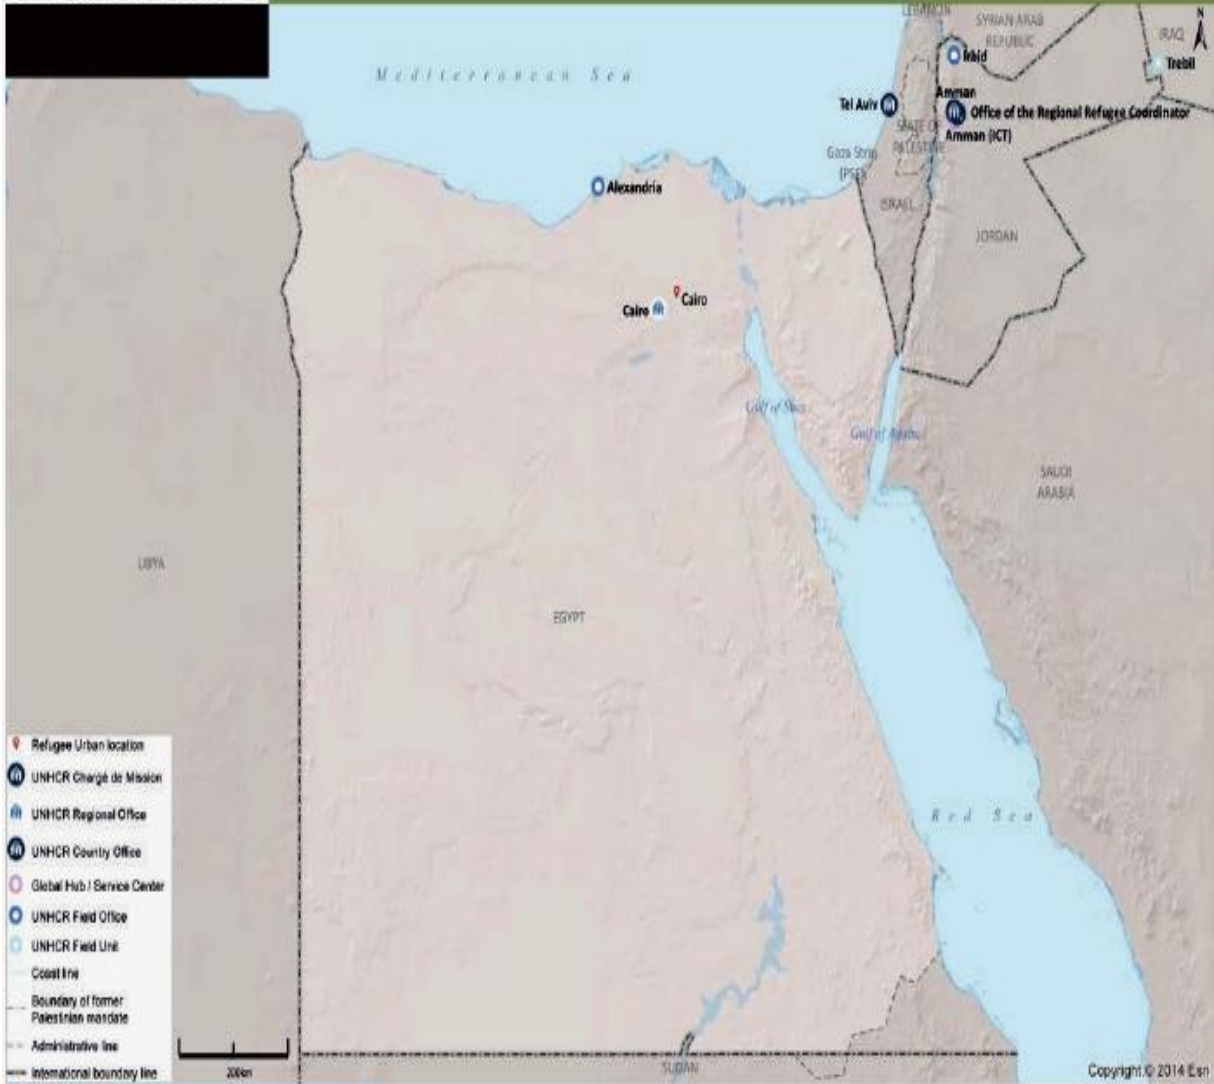 LEBANON
SYRIAN ARAB
REPUBLIC
IRAQ
N
Mediterranean Sea
Irbid
Trebil
Amman
Tel Aviv
Office of the Regional Refugee Coordinator
STATE OF
PALESTINE
Amman (ICT)
Gaza Strip
(PSE)
Alexandria
ISRAEL
JORDAN
Cairo
Cairo
Gulf of Suez
Gulf of Aqaba
SAUDI
ARABIA
LIBYA
EGYPT
Red Sea
Refugee Urban location
UNHCR Chargé de Mission
UNHCR Regional Office
UNHCR Country Office
Global Hub / Service Center
UNHCR Field Office
UNHCR Field Unit
Coast line
Boundary of former
Palestinian mandate
Administrative line
International boundary line
200km
SUDAN
Copyright:© 2014 Esri